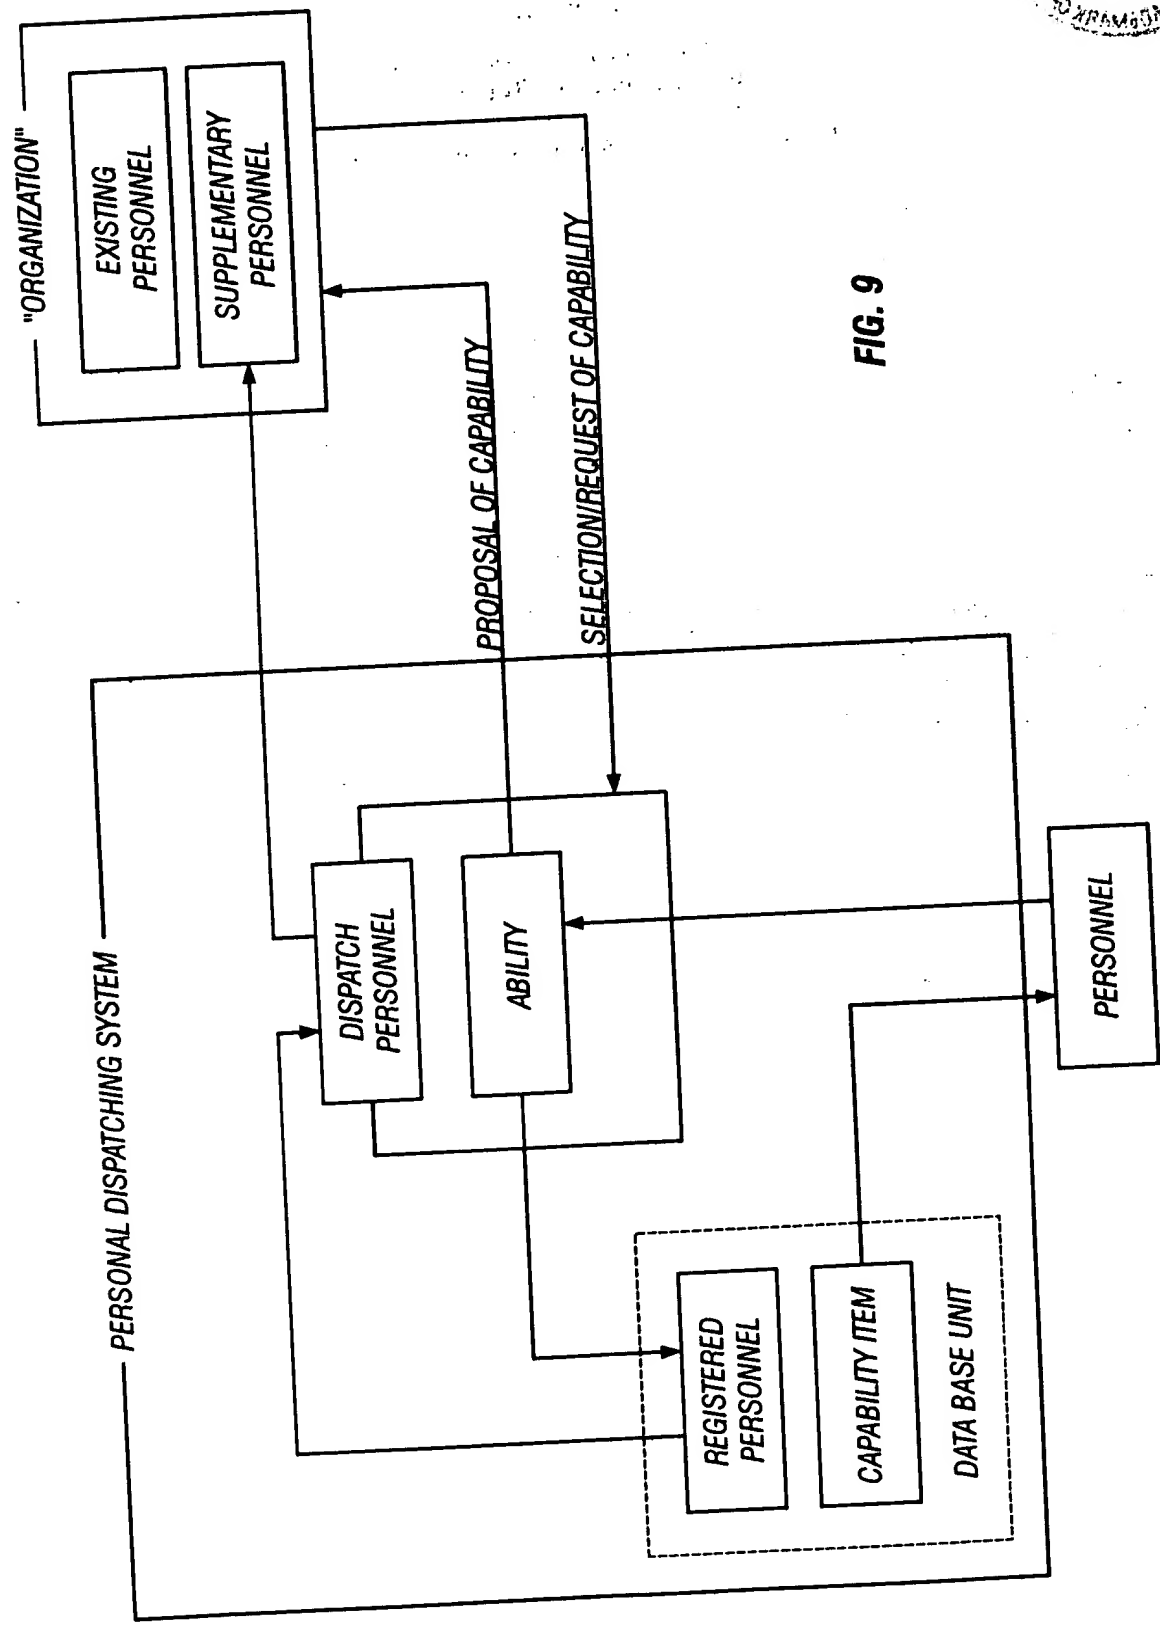 "ORGANIZATION"
EXISTING
PERSONNEL
SUPPLEMENTARY
PERSONNEL
PROPOSAL OF CAPABILITY
SELECTION/REQUEST OF CAPABILITY
PERSONAL DISPATCHING SYSTEM
DISPATCH
PERSONNEL
ABILITY
REGISTERED
PERSONNEL
CAPABILITY ITEM
DATA BASE UNIT
PERSONNEL
FIG. 9